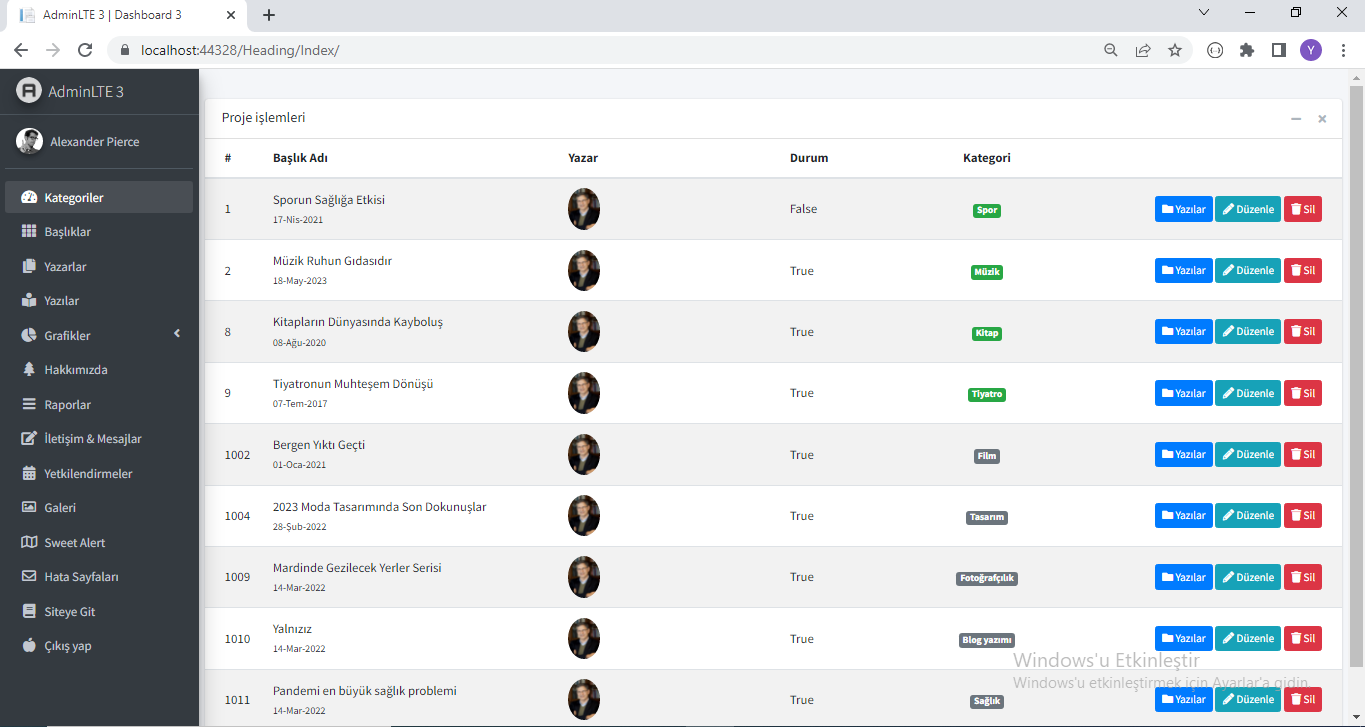 AdminLTE 3 | Dashboard 3
localhost:44328/Heading/Index/
Y
AdminLTE 3
Alexander Pierce
Kategoriler
Başlıklar
Yazarlar
Yazılar
Grafikler
Hakkımızda
Raporlar
İletişim & Mesajlar
Yetkilendirmeler
Galeri
Sweet Alert
Hata Sayfaları
Siteye Git
Çıkış yap
Proje işlemleri
# Başlık Adı Yazar Durum Kategori
1 Sporun Sağlığa Etkisi False Spor Yazılar Düzenle Sil
17-Nis-2021
2 Müzik Ruhun Gıdasıdır True Müzik Yazılar Düzenle Sil
18-May-2023
8 Kitapların Dünyasında Kayboluş True Kitap Yazılar Düzenle Sil
08-Ağu-2020
9 Tiyatronun Muhteşem Dönüşü True Tiyatro Yazılar Düzenle Sil
07-Tem-2017
1002 Bergen Yıktı Geçti True Film Yazılar Düzenle Sil
01-Oca-2021
1004 2023 Moda Tasarımında Son Dokunuşlar True Tasarım Yazılar Düzenle Sil
28-Şub-2022
1009 Mardinde Gezilecek Yerler Serisi True Fotoğrafçılık Yazılar Düzenle Sil
14-Mar-2022
1010 Yalnızız True Blog yazımı Yazılar Düzenle Sil
14-Mar-2022
1011 Pandemi en büyük sağlık problemi True Sağlık Yazılar Düzenle Sil
14-Mar-2022
Windows'u Etkinleştir
Windows'u etkinleştirmek için Ayarlar'a gidin.